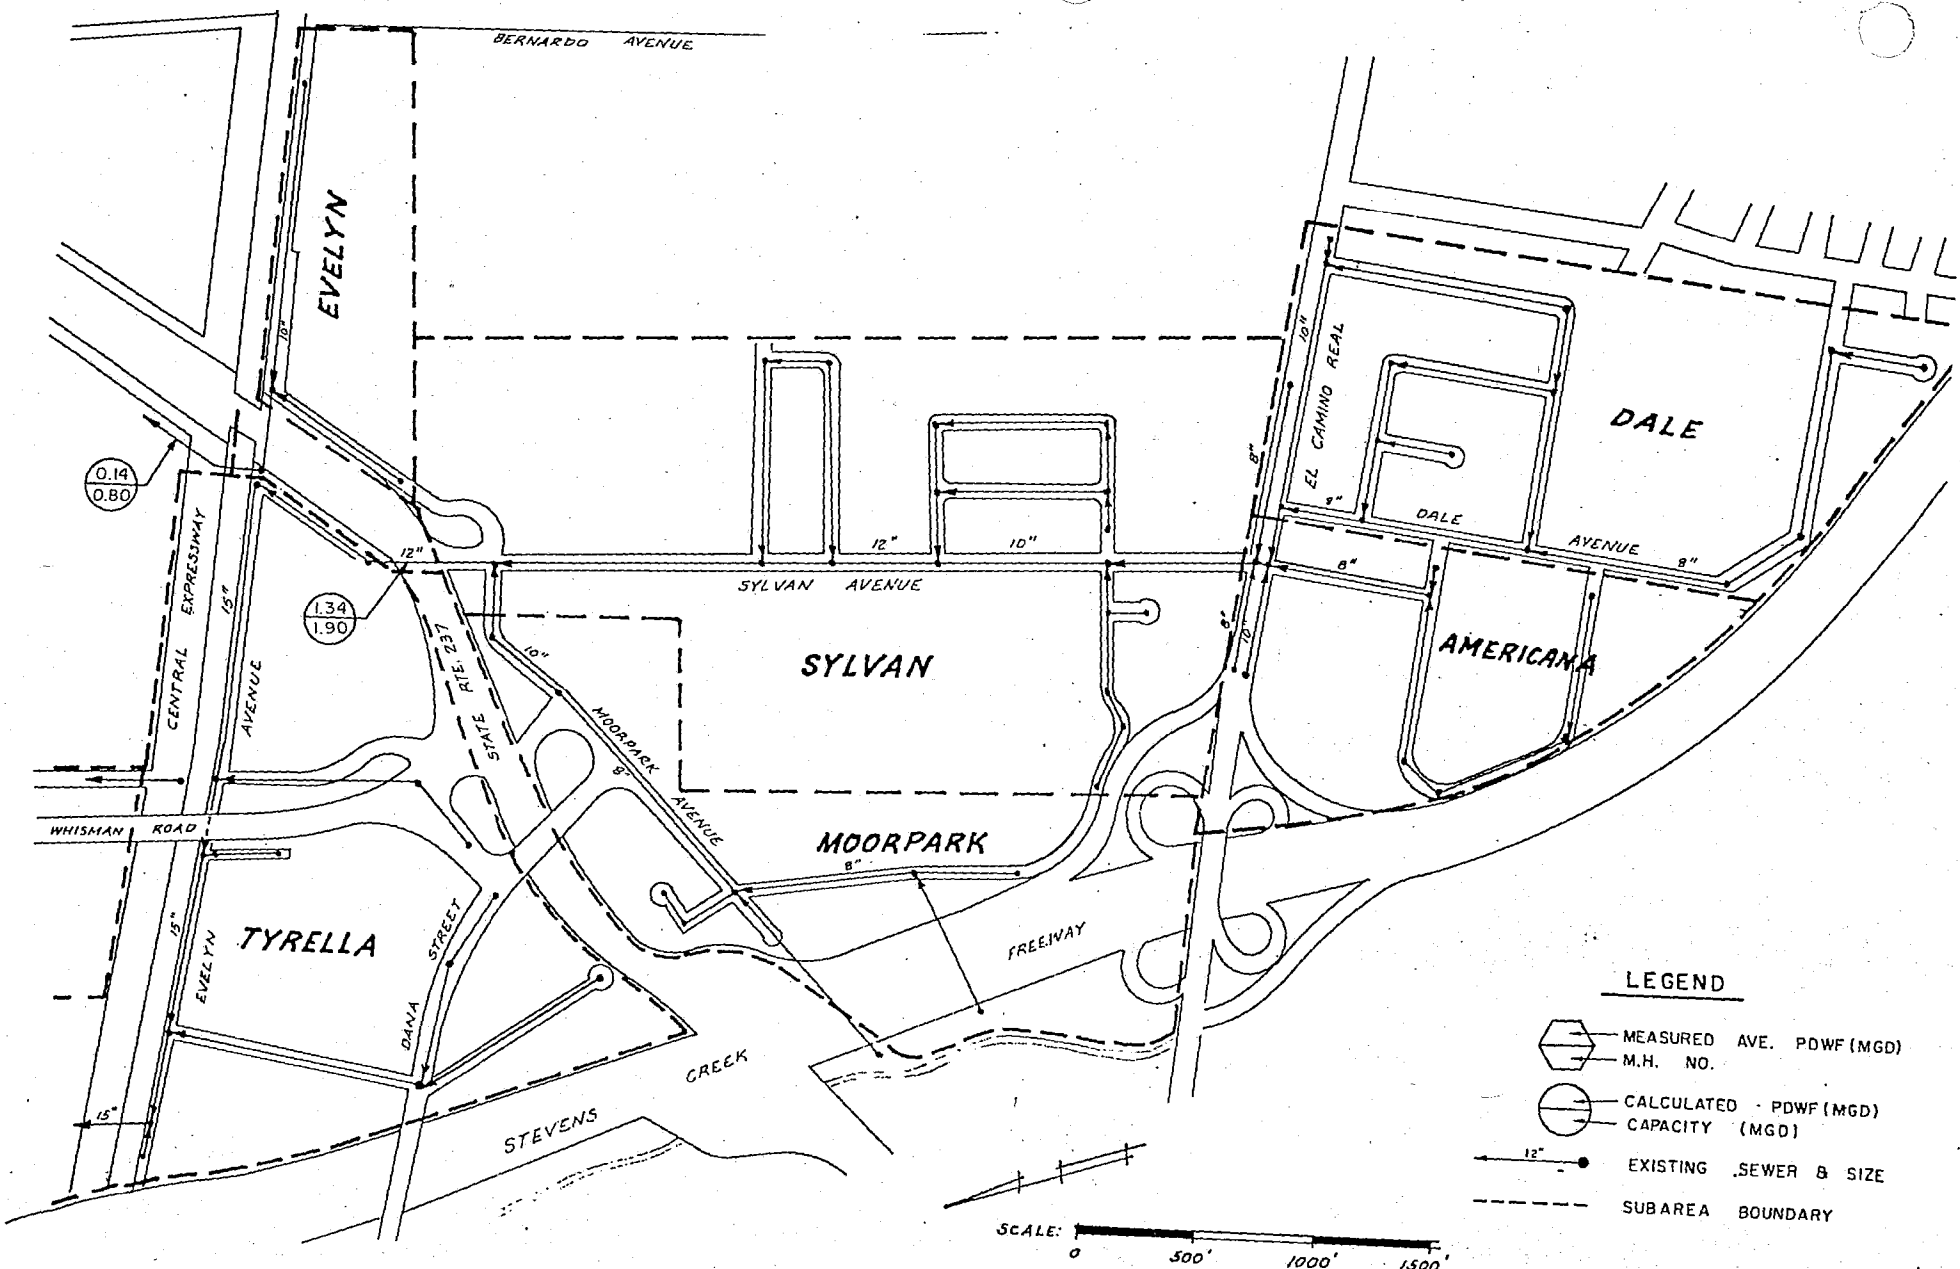 BERNARDO AVENUE
EVELYN
10"
10"
EL CAMINO REAL
DALE
8"
8"
DALE
AVENUE
8"
0.14
0.80
12"
12"
10"
SYLVAN AVENUE
8"
1.34
1.90
CENTRAL EXPRESSWAY
15"
AVENUE
STATE RTE. 237
10"
SYLVAN
8"
10"
AMERICANA
MOORPARK
8"
AVENUE
WHISMAN ROAD
MOORPARK
8"
15"
EVELYN
TYRELLA
STREET
DANA
FREEWAY
15"
STEVENS
CREEK
LEGEND
MEASURED AVE. PDWF (MGD)
M.H. NO.
CALCULATED - PDWF (MGD)
CAPACITY (MGD)
12"
EXISTING SEWER & SIZE
SUBAREA BOUNDARY
SCALE:
0 500' 1000' 1500'